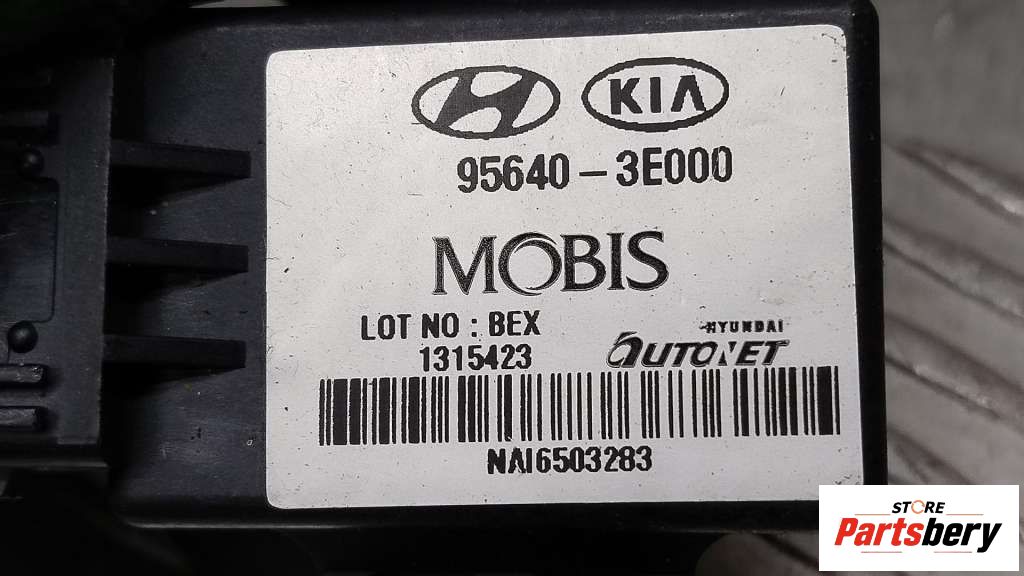 KIA
95640-3E000
MOBIS
LOT NO : BEX
1315423
HYUNDAI
AUTONET
NAI6503283
STORE
Partsbery